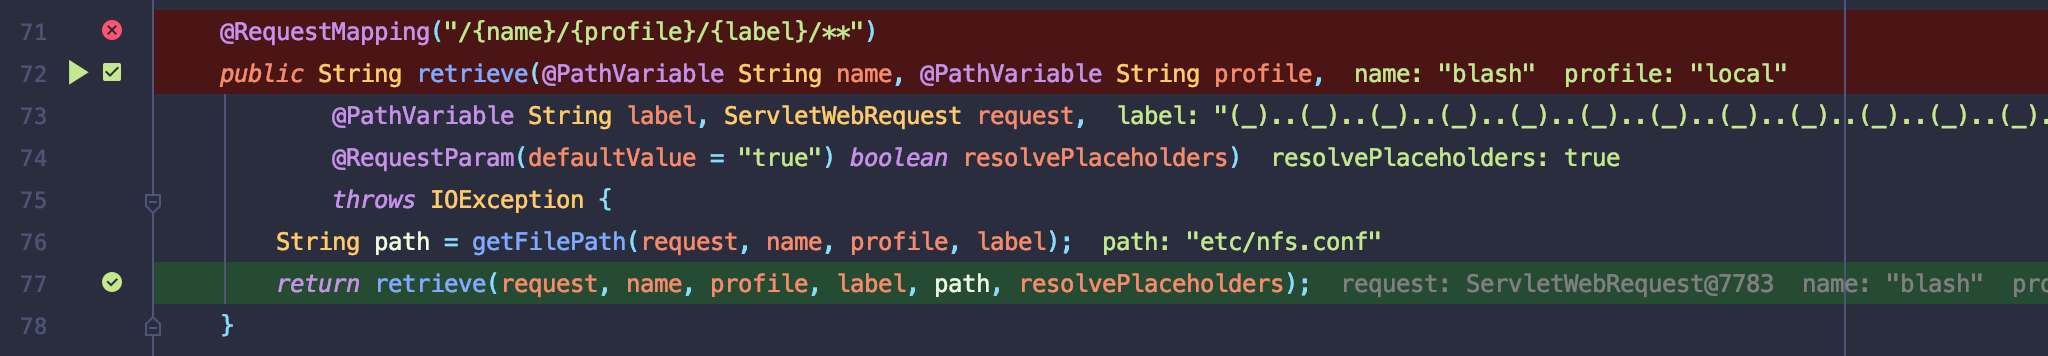 71 @RequestMapping("/{name}/{profile}/{label}/**")
72 public String retrieve(@PathVariable String name, @PathVariable String profile, name: "blash" profile: "local"
73 @PathVariable String label, ServletWebRequest request, label: "(_)..(_)..(_)..(_)..(_)..(_)..(_)..(_)..(_)..(_)..(_)..(_).
74 @RequestParam(defaultValue = "true") boolean resolvePlaceholders) resolvePlaceholders: true
75 throws IOException {
76 String path = getFilePath(request, name, profile, label); path: "etc/nfs.conf"
77 return retrieve(request, name, profile, label, path, resolvePlaceholders); request: ServletWebRequest@7783 name: "blash" pro
78 }